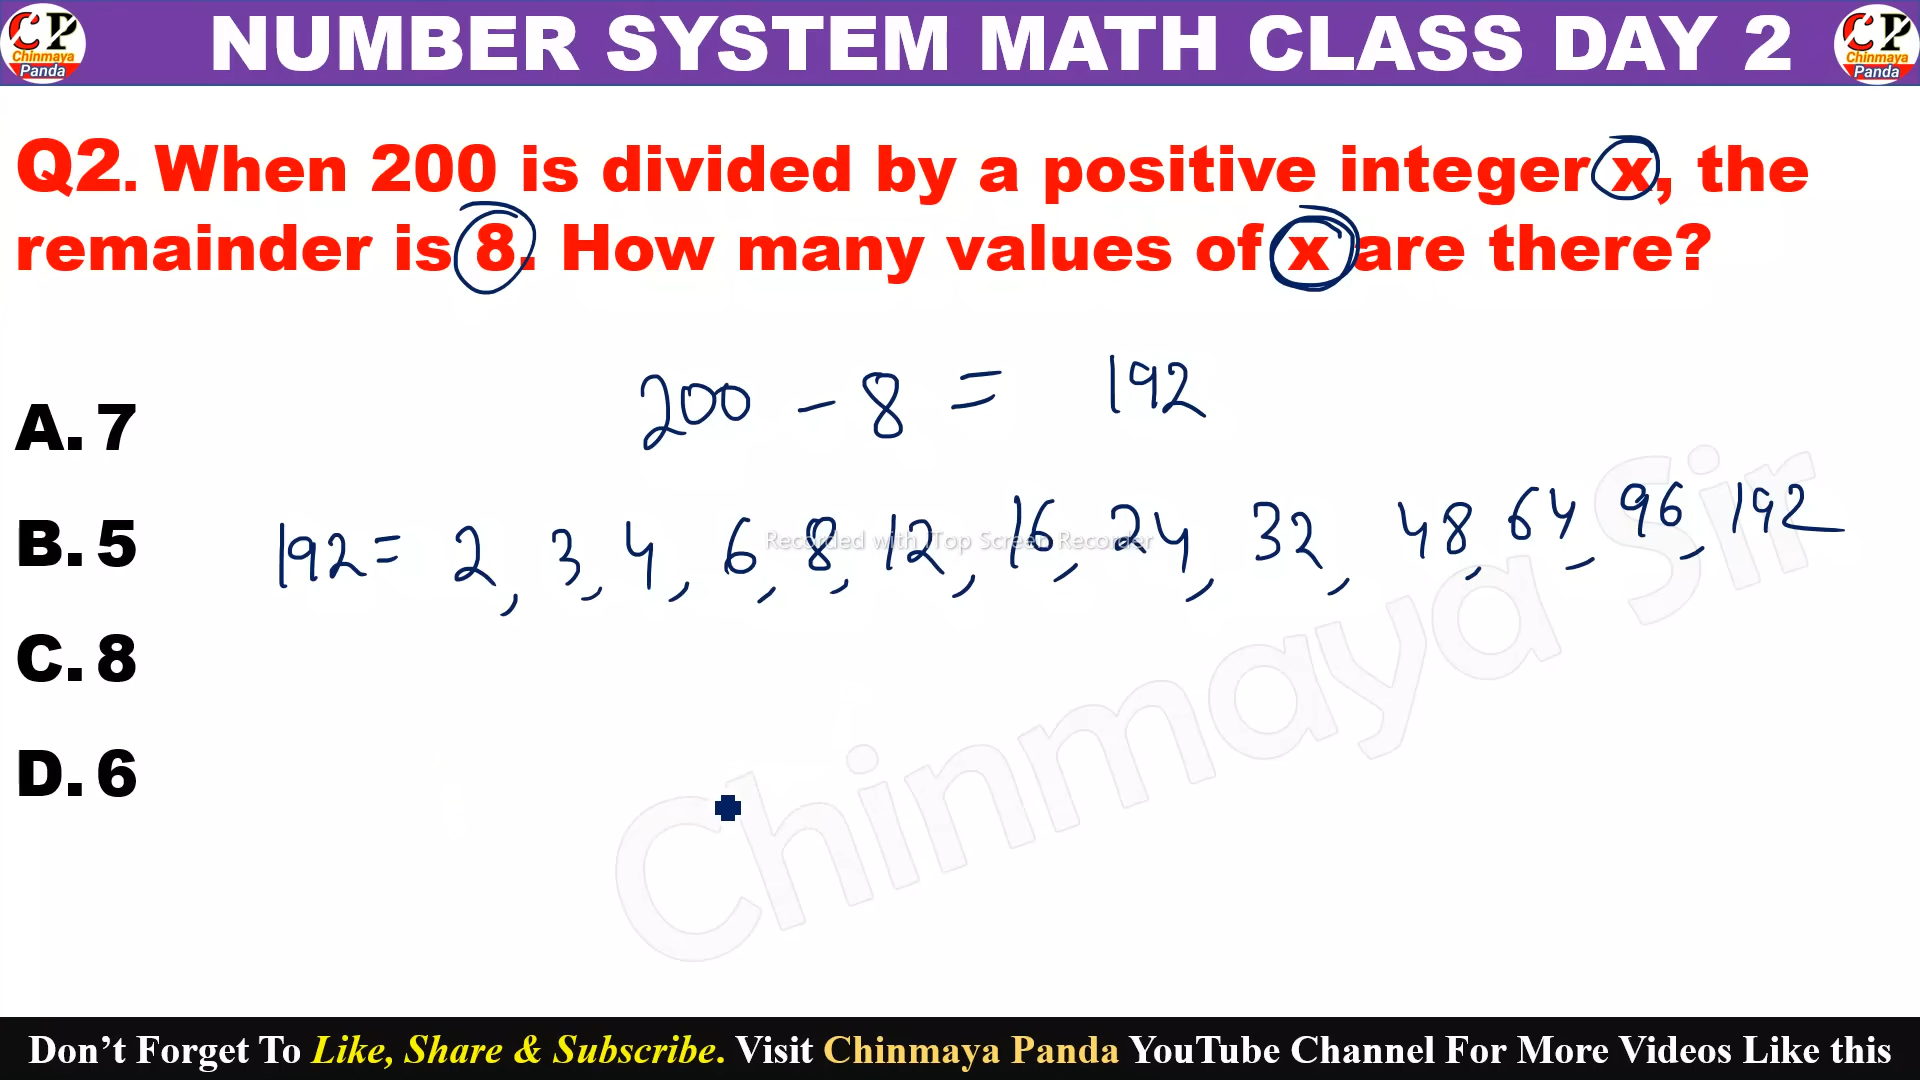 CP
Chinmaya
Panda
NUMBER SYSTEM MATH CLASS DAY 2
CP
Chinmaya
Panda
Q2. When 200 is divided by a positive integer x, the
remainder is 8. How many values of x are there?
200 - 8 = 192
A. 7
192 = 2, 3, 4, 6, 8, 12, 16, 24, 32, 48, 64, 96, 192
Recorded with iTop Screen Recorder
B. 5
C. 8
D. 6
Chinmaya Sir
Don't Forget To Like, Share & Subscribe. Visit Chinmaya Panda YouTube Channel For More Videos Like this